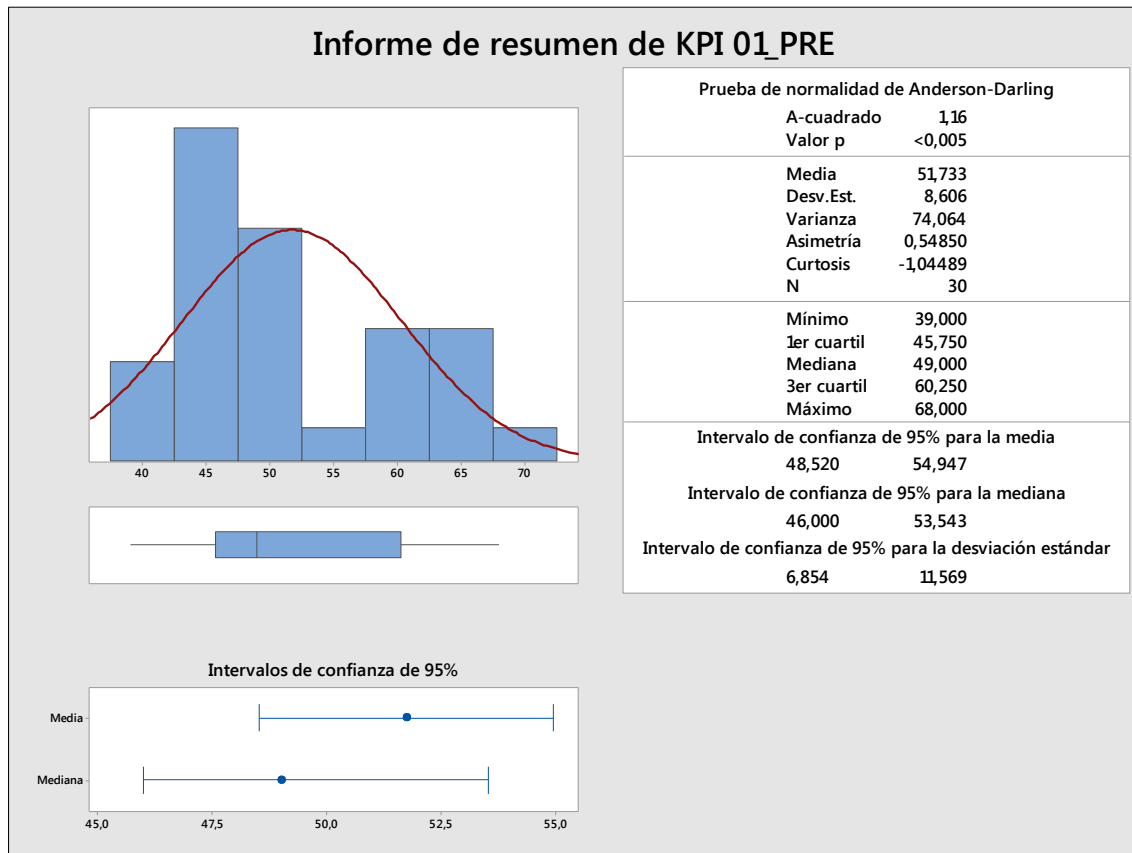 Informe de resumen de KPI 01_PRE
40 45 50 55 60 65 70
Intervalos de confianza de 95%
Media
Mediana
45,0 47,5 50,0 52,5 55,0
Prueba de normalidad de Anderson-Darling
A-cuadrado 1,16
Valor p <0,005
Media 51,733
Desv.Est. 8,606
Varianza 74,064
Asimetría 0,54850
Curtosis -1,04489
N 30
Mínimo 39,000
1er cuartil 45,750
Mediana 49,000
3er cuartil 60,250
Máximo 68,000
Intervalo de confianza de 95% para la media
48,520 54,947
Intervalo de confianza de 95% para la mediana
46,000 53,543
Intervalo de confianza de 95% para la desviación estándar
6,854 11,569